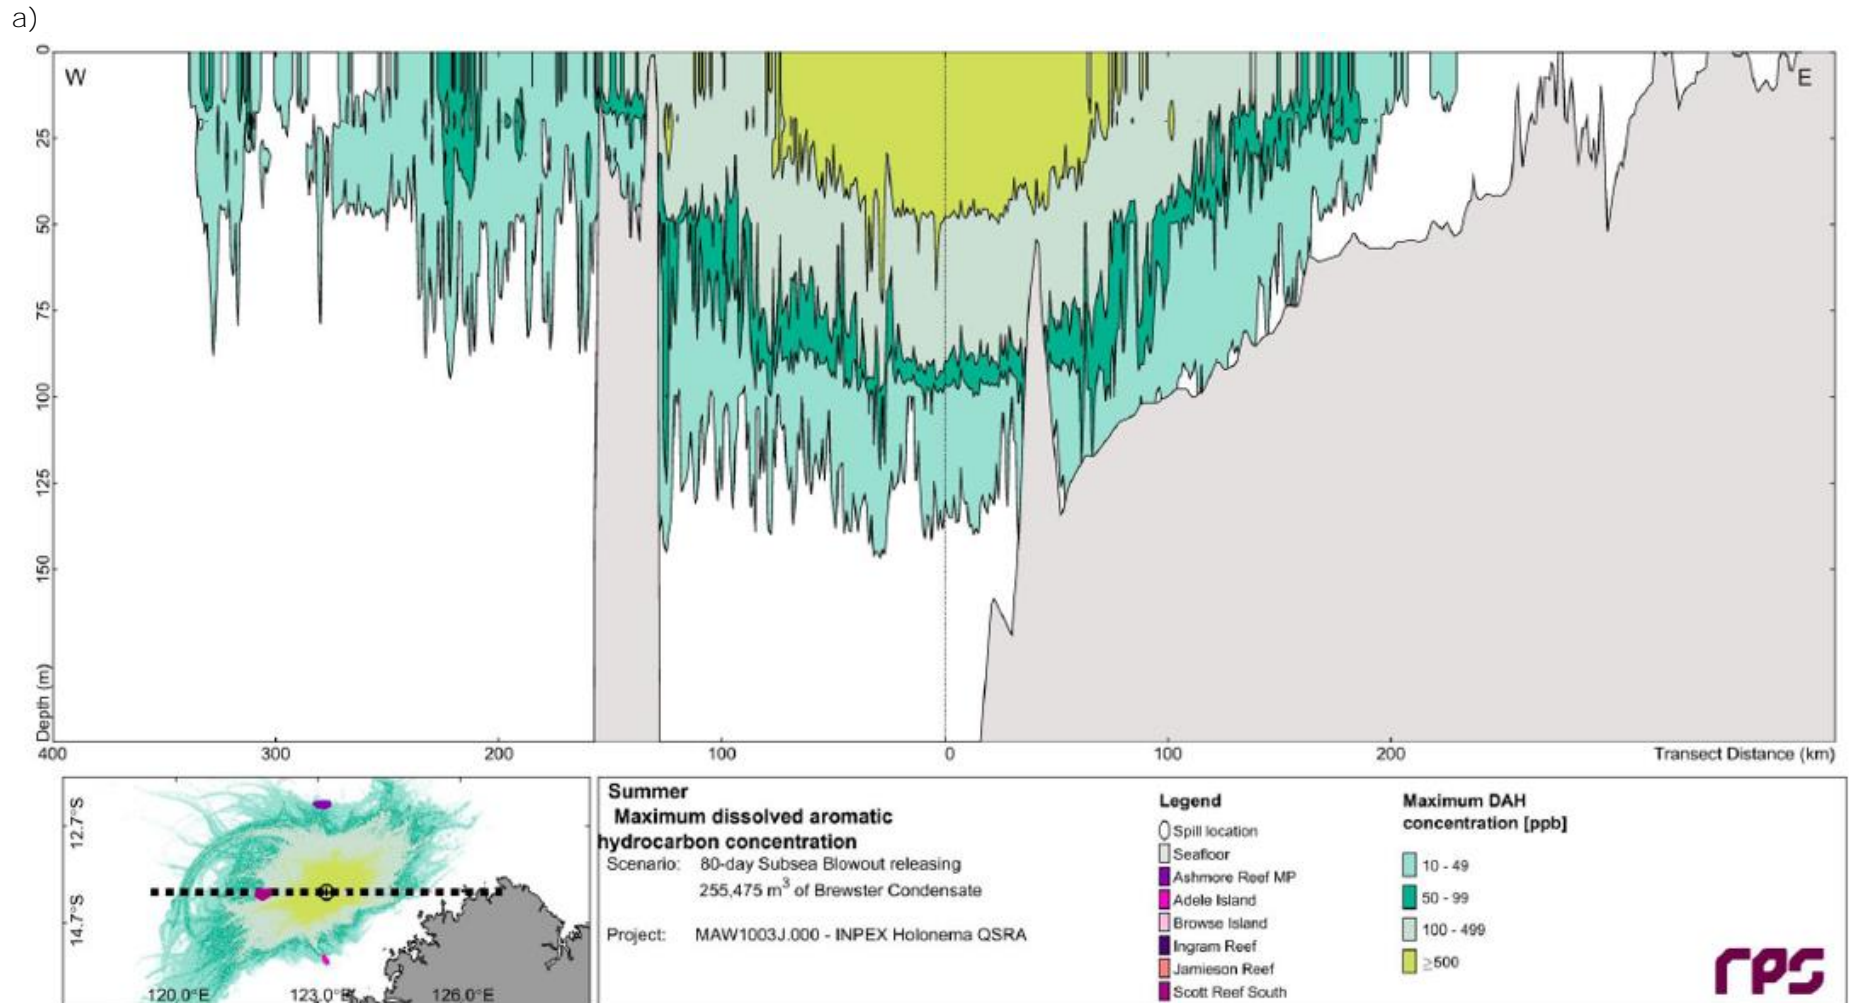 a)
W
E
0
25
50
75
100
125
150
Depth (m)
400 300 200 100 0 100 200 Transect Distance (km)
12.7°S
14.7°S
120.0°E 123.0°E 126.0°E
Summer
Maximum dissolved aromatic
hydrocarbon concentration
Scenario: 80-day Subsea Blowout releasing
255,475 m³ of Brewster Condensate
Project: MAW1003J.000 - INPEX Holonema QSRA
Legend
Spill location
Seafloor
Ashmore Reef MP
Adele Island
Browse Island
Ingram Reef
Jamieson Reef
Scott Reef South
Maximum DAH
concentration [ppb]
10 - 49
50 - 99
100 - 499
≥500
rps